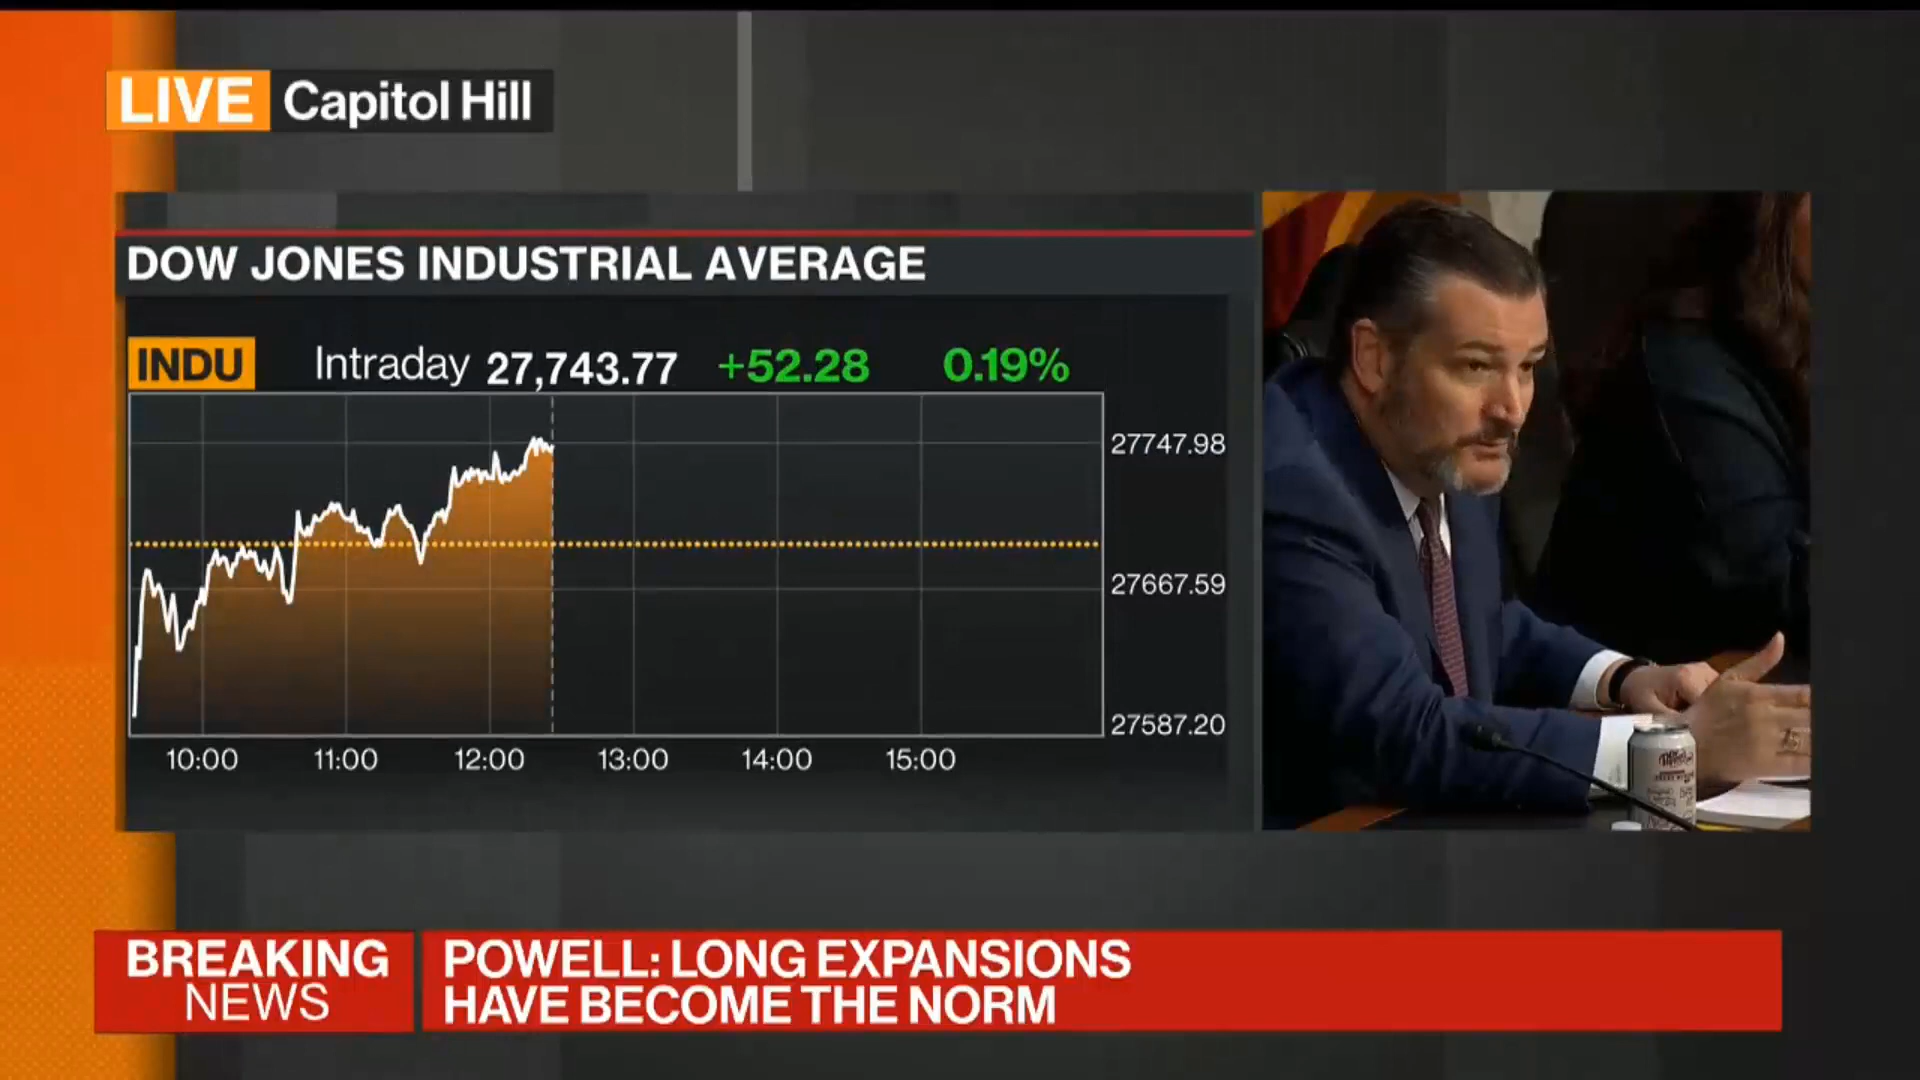 LIVE Capitol Hill
DOW JONES INDUSTRIAL AVERAGE
INDU Intraday 27,743.77 +52.28 0.19%
27747.98
27667.59
27587.20
10:00 11:00 12:00 13:00 14:00 15:00
BREAKING
NEWS
POWELL: LONG EXPANSIONS
HAVE BECOME THE NORM